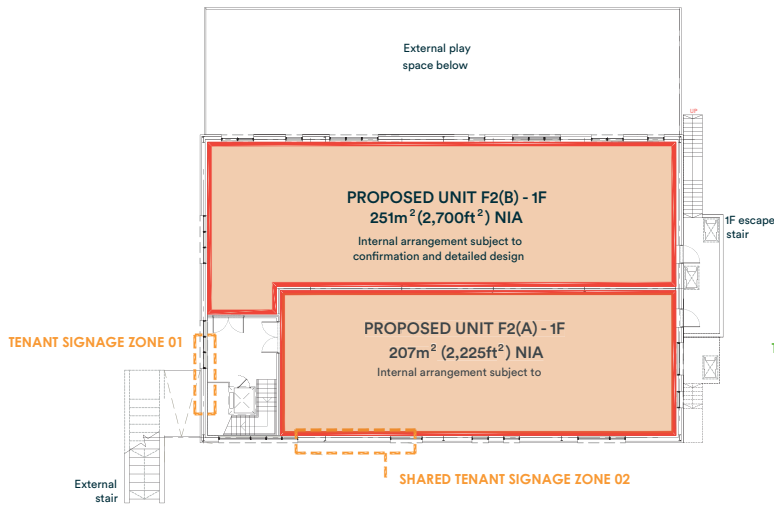 External play
space below
UP
PROPOSED UNIT F2(B) - 1F
251m² (2,700ft²) NIA
Internal arrangement subject to
confirmation and detailed design
1F escape
stair
PROPOSED UNIT F2(A) - 1F
207m² (2,225ft²) NIA
Internal arrangement subject to
TENANT SIGNAGE ZONE 01
SHARED TENANT SIGNAGE ZONE 02
External
stair